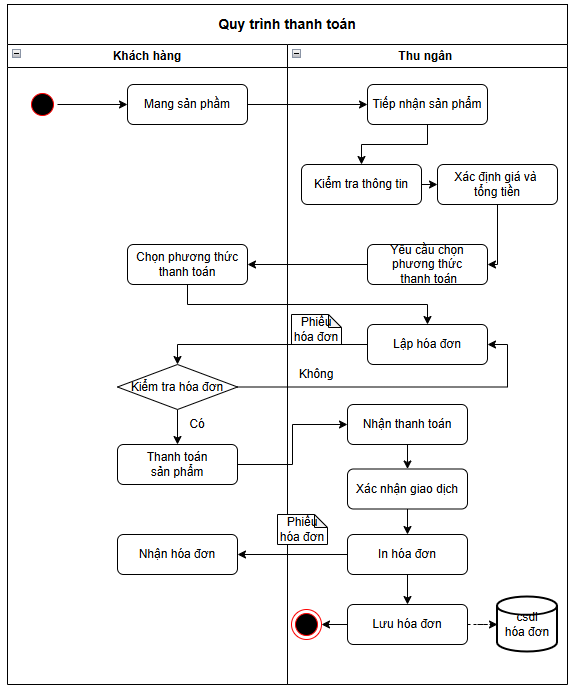 Quy trình thanh toán
Khách hàng
Thu ngân
Mang sản phẩm
Tiếp nhận sản phẩm
Kiểm tra thông tin
Xác định giá và
tổng tiền
Chọn phương thức
thanh toán
Yêu cầu chọn
phương thức
thanh toán
Phiếu
hóa đơn
Lập hóa đơn
Kiểm tra hóa đơn
Không
Có
Nhận thanh toán
Thanh toán
sản phẩm
Xác nhận giao dịch
Phiếu
hóa đơn
Nhận hóa đơn
In hóa đơn
Lưu hóa đơn
csdl
hóa đơn